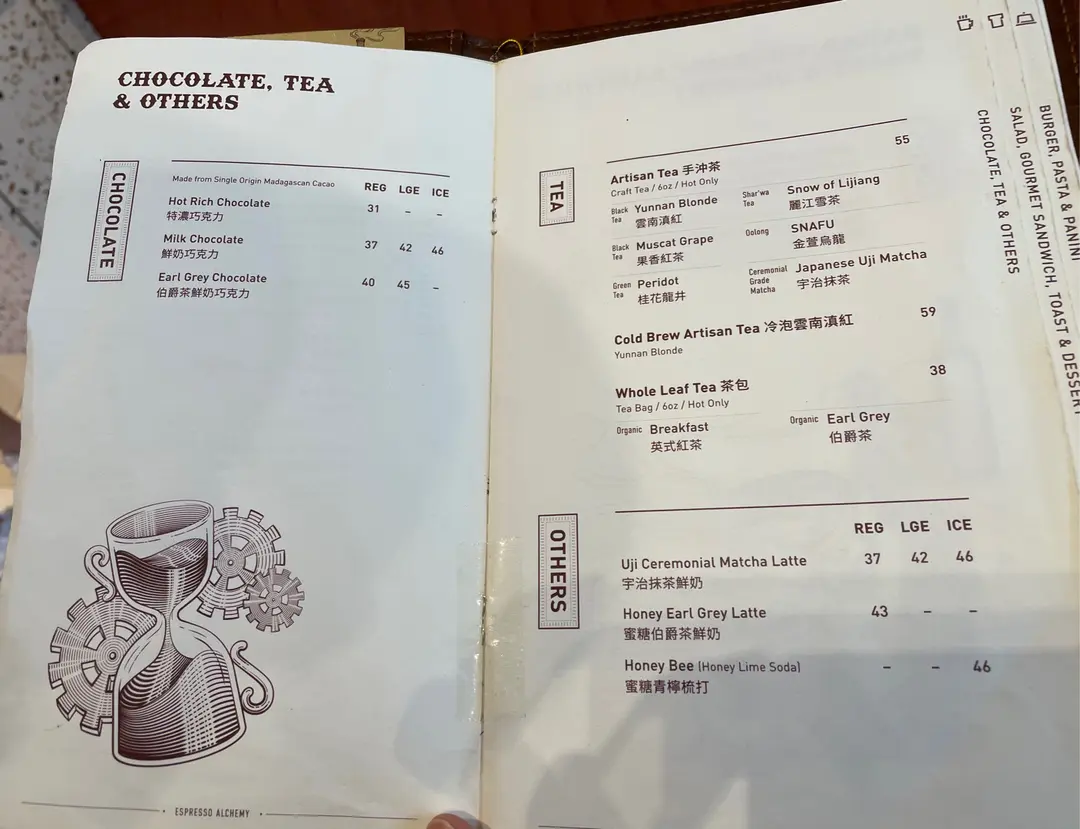 CHOCOLATE, TEA
& OTHERS
CHOCOLATE
Made from Single Origin Madagascan Cacao REG LGE ICE
Hot Rich Chocolate 31 – –
特濃巧克力
Milk Chocolate 37 42 46
鮮奶巧克力
Earl Grey Chocolate 40 45 –
伯爵茶鮮奶巧克力
ESPRESSO ALCHEMY
TEA
Artisan Tea 手沖茶 55
Craft Tea / 6oz / Hot Only
Black Tea Yunnan Blonde
雲南滇紅
Shar'wa Tea Snow of Lijiang
麗江雪茶
Black Tea Muscat Grape
果香紅茶
Oolong SNAFU
金萱烏龍
Green Tea Peridot
桂花龍井
Ceremonial Grade Matcha Japanese Uji Matcha
宇治抹茶
Cold Brew Artisan Tea 冷泡雲南滇紅 59
Yunnan Blonde
Whole Leaf Tea 茶包 38
Tea Bag / 6oz / Hot Only
Organic Breakfast
英式紅茶
Organic Earl Grey
伯爵茶
OTHERS
REG LGE ICE
Uji Ceremonial Matcha Latte 37 42 46
宇治抹茶鮮奶
Honey Earl Grey Latte 43 – –
蜜糖伯爵茶鮮奶
Honey Bee (Honey Lime Soda) – – 46
蜜糖青檸梳打
CHOCOLATE, TEA & OTHERS
SALAD, GOURMET SANDWICH, TOAST & DESSERT
BURGER, PASTA & PANINI